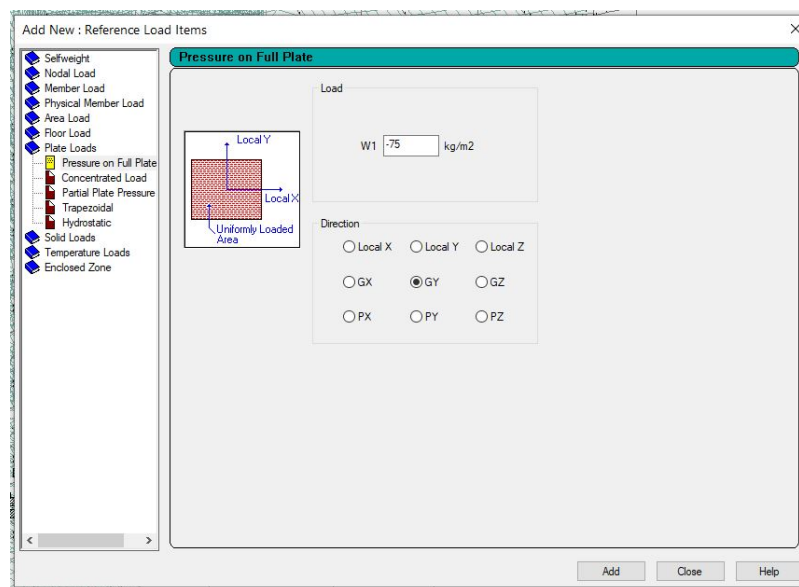 Add New : Reference Load Items
Selfweight
Nodal Load
Member Load
Physical Member Load
Area Load
Floor Load
Plate Loads
Pressure on Full Plate
Concentrated Load
Partial Plate Pressure
Trapezoidal
Hydrostatic
Solid Loads
Temperature Loads
Enclosed Zone
Pressure on Full Plate
Local Y
Local X
Uniformly Loaded
Area
Load
W1 -75 kg/m2
Direction
Local X Local Y Local Z
GX GY GZ
PX PY PZ
Add Close Help